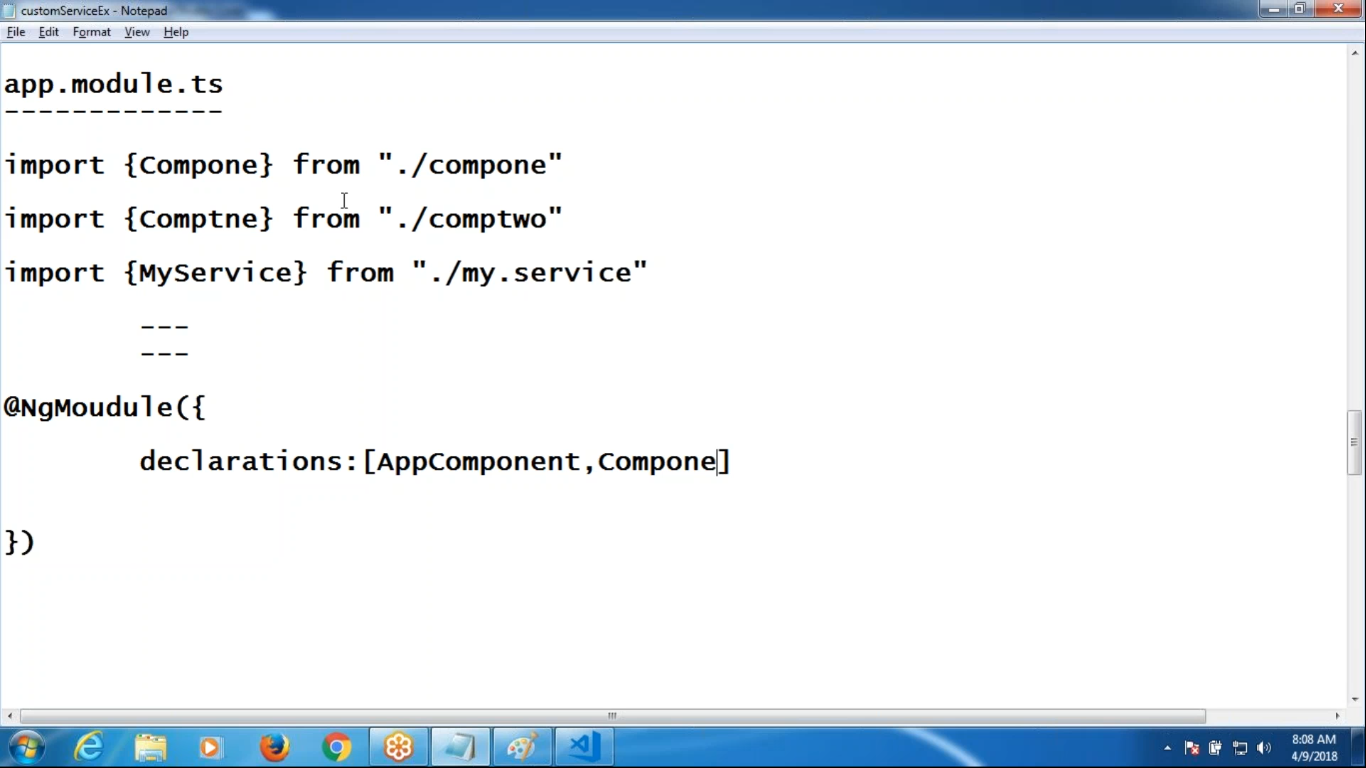 customServiceEx - Notepad
File Edit Format View Help
app.module.ts
-------------
import {Compone} from "./compone"
import {Comptne} from "./comptwo"
import {MyService} from "./my.service"
---
---
@NgMoudule({
declarations:[AppComponent,Compone]
})
8:08 AM
4/9/2018